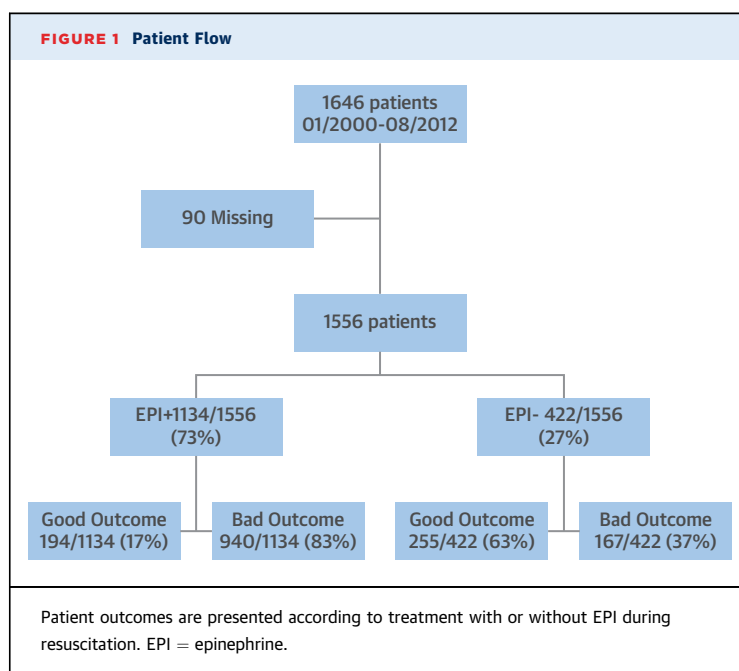 FIGURE 1 Patient Flow
1646 patients
01/2000-08/2012
90 Missing
1556 patients
EPI+1134/1556
(73%)
EPI- 422/1556
(27%)
Good Outcome
194/1134 (17%)
Bad Outcome
940/1134 (83%)
Good Outcome
255/422 (63%)
Bad Outcome
167/422 (37%)
Patient outcomes are presented according to treatment with or without EPI during
resuscitation. EPI = epinephrine.